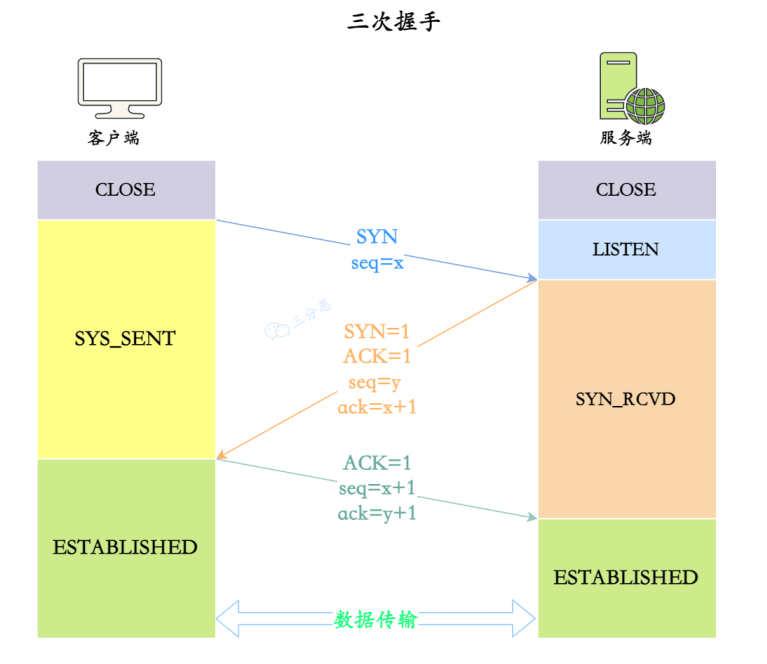 三次握手
客户端
服务端
CLOSE
CLOSE
SYN
seq=x
LISTEN
三分恶
SYS_SENT
SYN=1
ACK=1
seq=y
ack=x+1
SYN_RCVD
ACK=1
seq=x+1
ack=y+1
ESTABLISHED
ESTABLISHED
数据传输